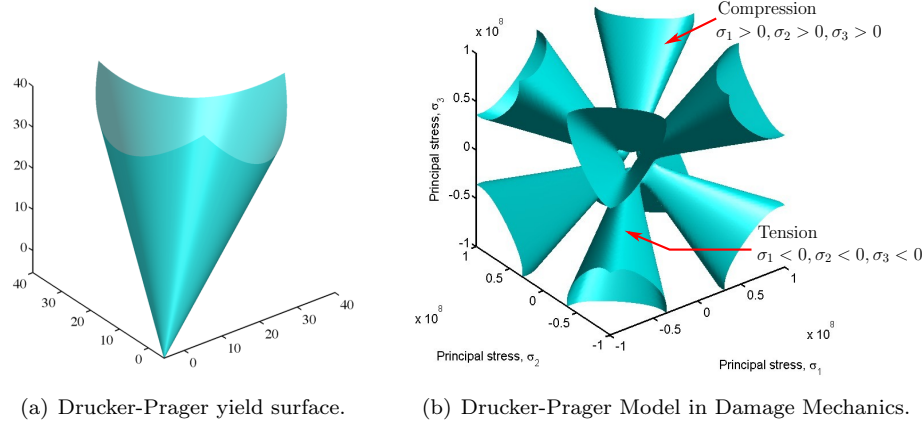 40
30
20
10
0
40
30
20
10
0
0
10
20
30
40
(a) Drucker-Prager yield surface.
x 10^8
Compression
σ₁ > 0, σ₂ > 0, σ₃ > 0
1
0.5
0
-0.5
-1
Principal stress, σ₃
1
0.5
0
-0.5
-1
x 10^8
Principal stress, σ₂
Tension
σ₁ < 0, σ₂ < 0, σ₃ < 0
-1
-0.5
0
0.5
1
x 10^8
Principal stress, σ₁
(b) Drucker-Prager Model in Damage Mechanics.